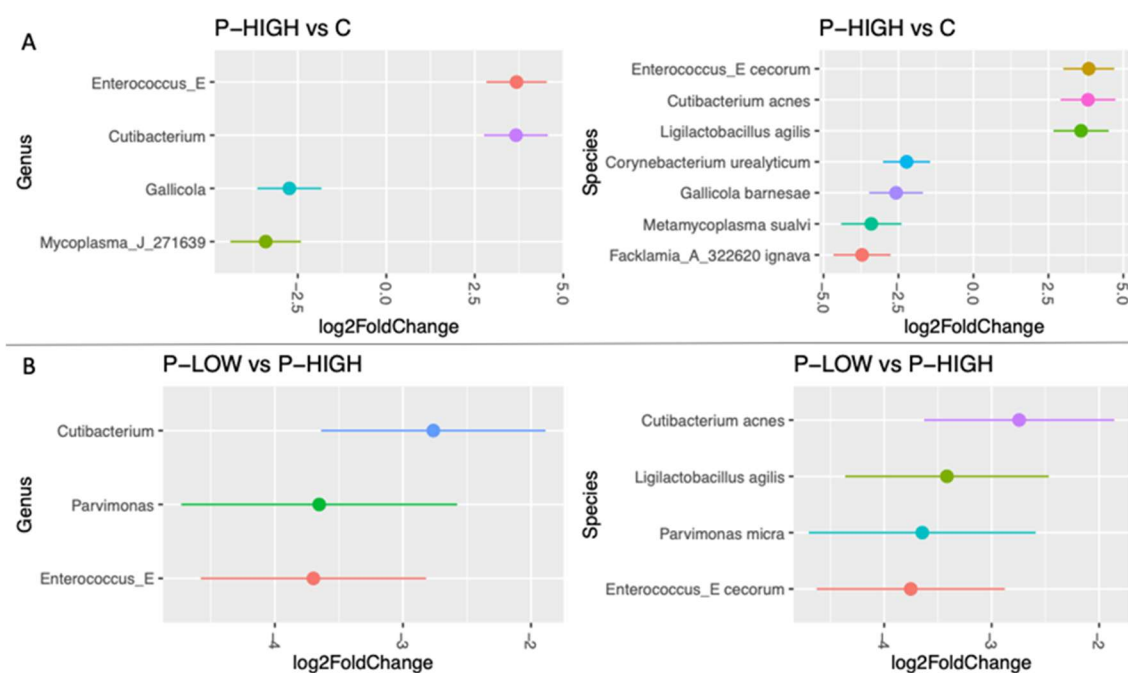 A
P−HIGH vs C
Genus
Enterococcus_E
Cutibacterium
Gallicola
Mycoplasma_J_271639
−2.5
0.0
2.5
5.0
log2FoldChange
P−HIGH vs C
Species
Enterococcus_E cecorum
Cutibacterium acnes
Ligilactobacillus agilis
Corynebacterium urealyticum
Gallicola barnesae
Metamycoplasma sualvi
Facklamia_A_322620 ignava
−5.0
−2.5
0.0
2.5
5.0
log2FoldChange
B
P−LOW vs P−HIGH
Genus
Cutibacterium
Parvimonas
Enterococcus_E
−4
−3
−2
log2FoldChange
P−LOW vs P−HIGH
Species
Cutibacterium acnes
Ligilactobacillus agilis
Parvimonas micra
Enterococcus_E cecorum
−4
−3
−2
log2FoldChange